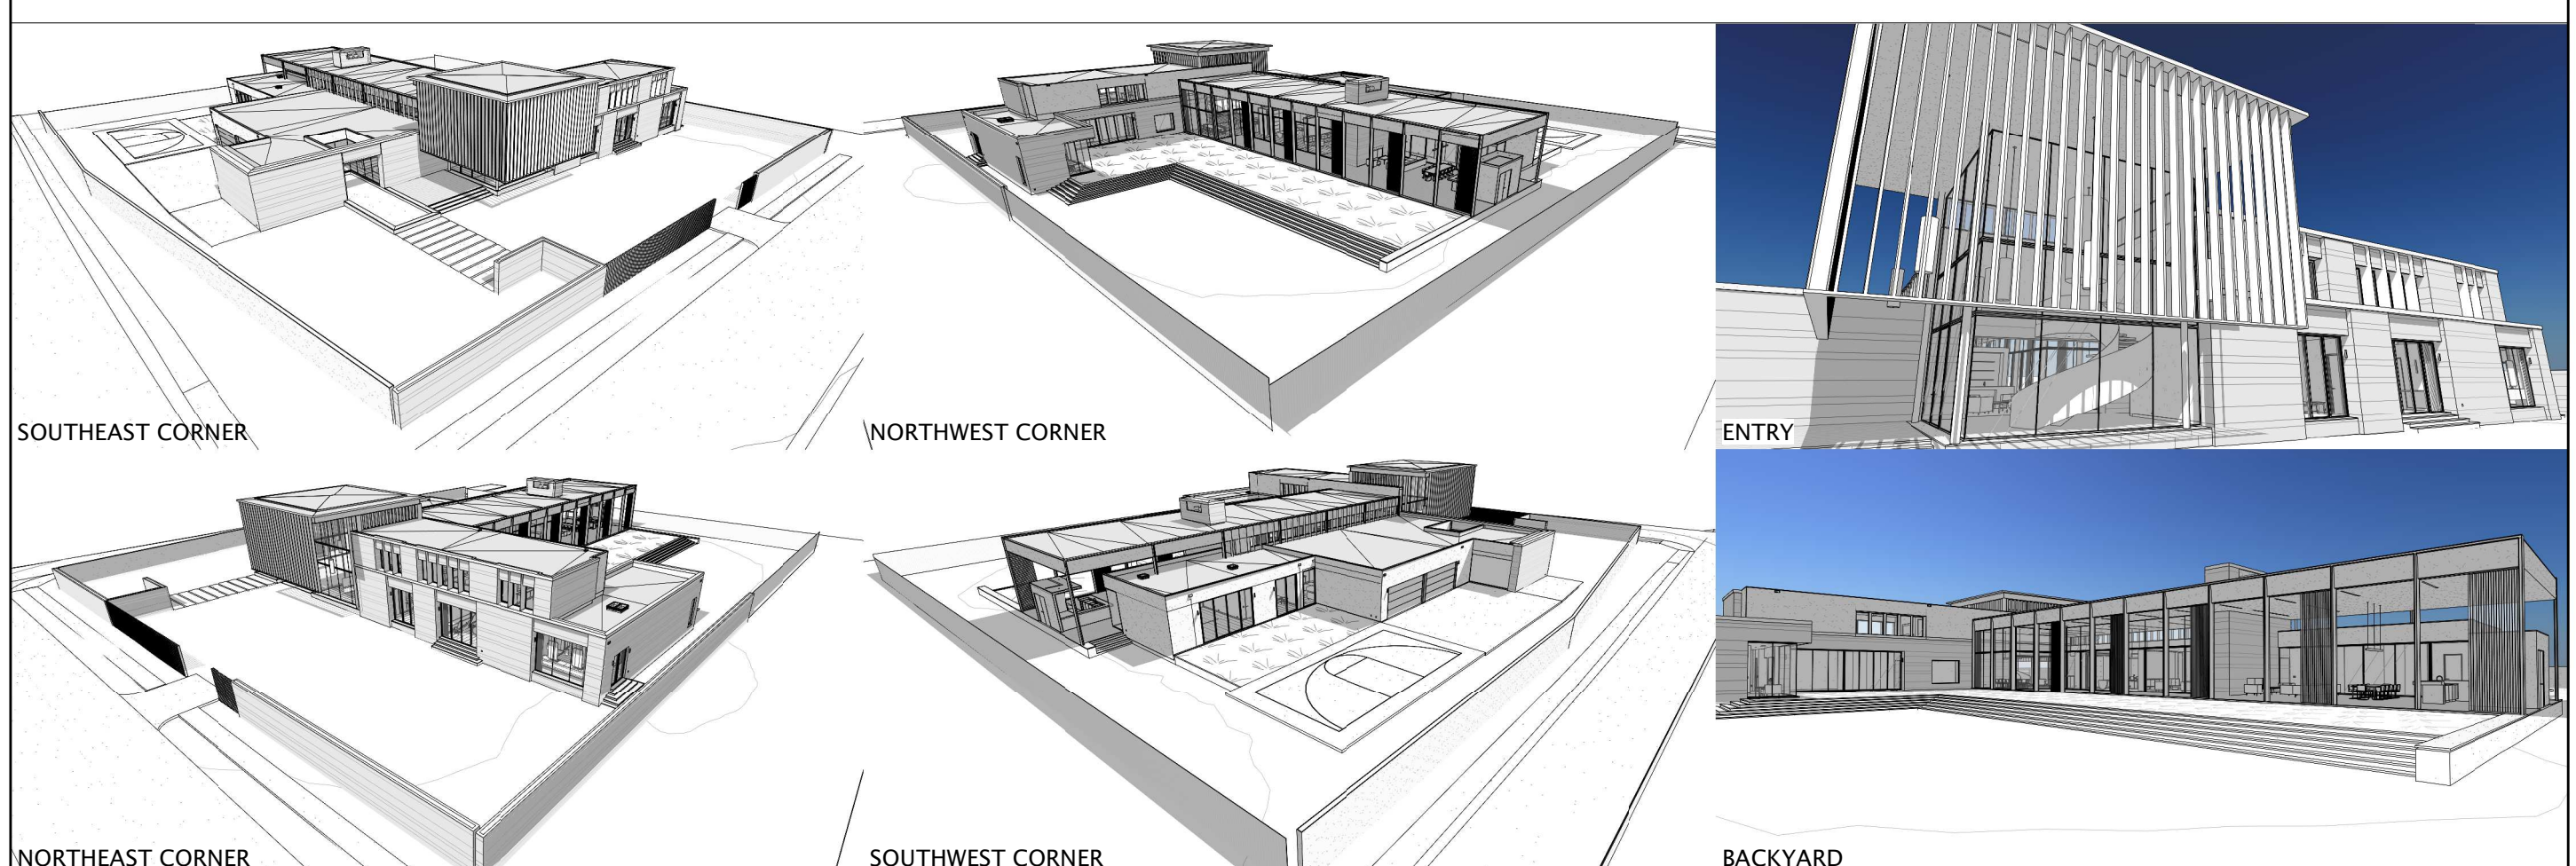 SOUTHEAST CORNER
NORTHWEST CORNER
ENTRY
NORTHEAST CORNER
SOUTHWEST CORNER
BACKYARD